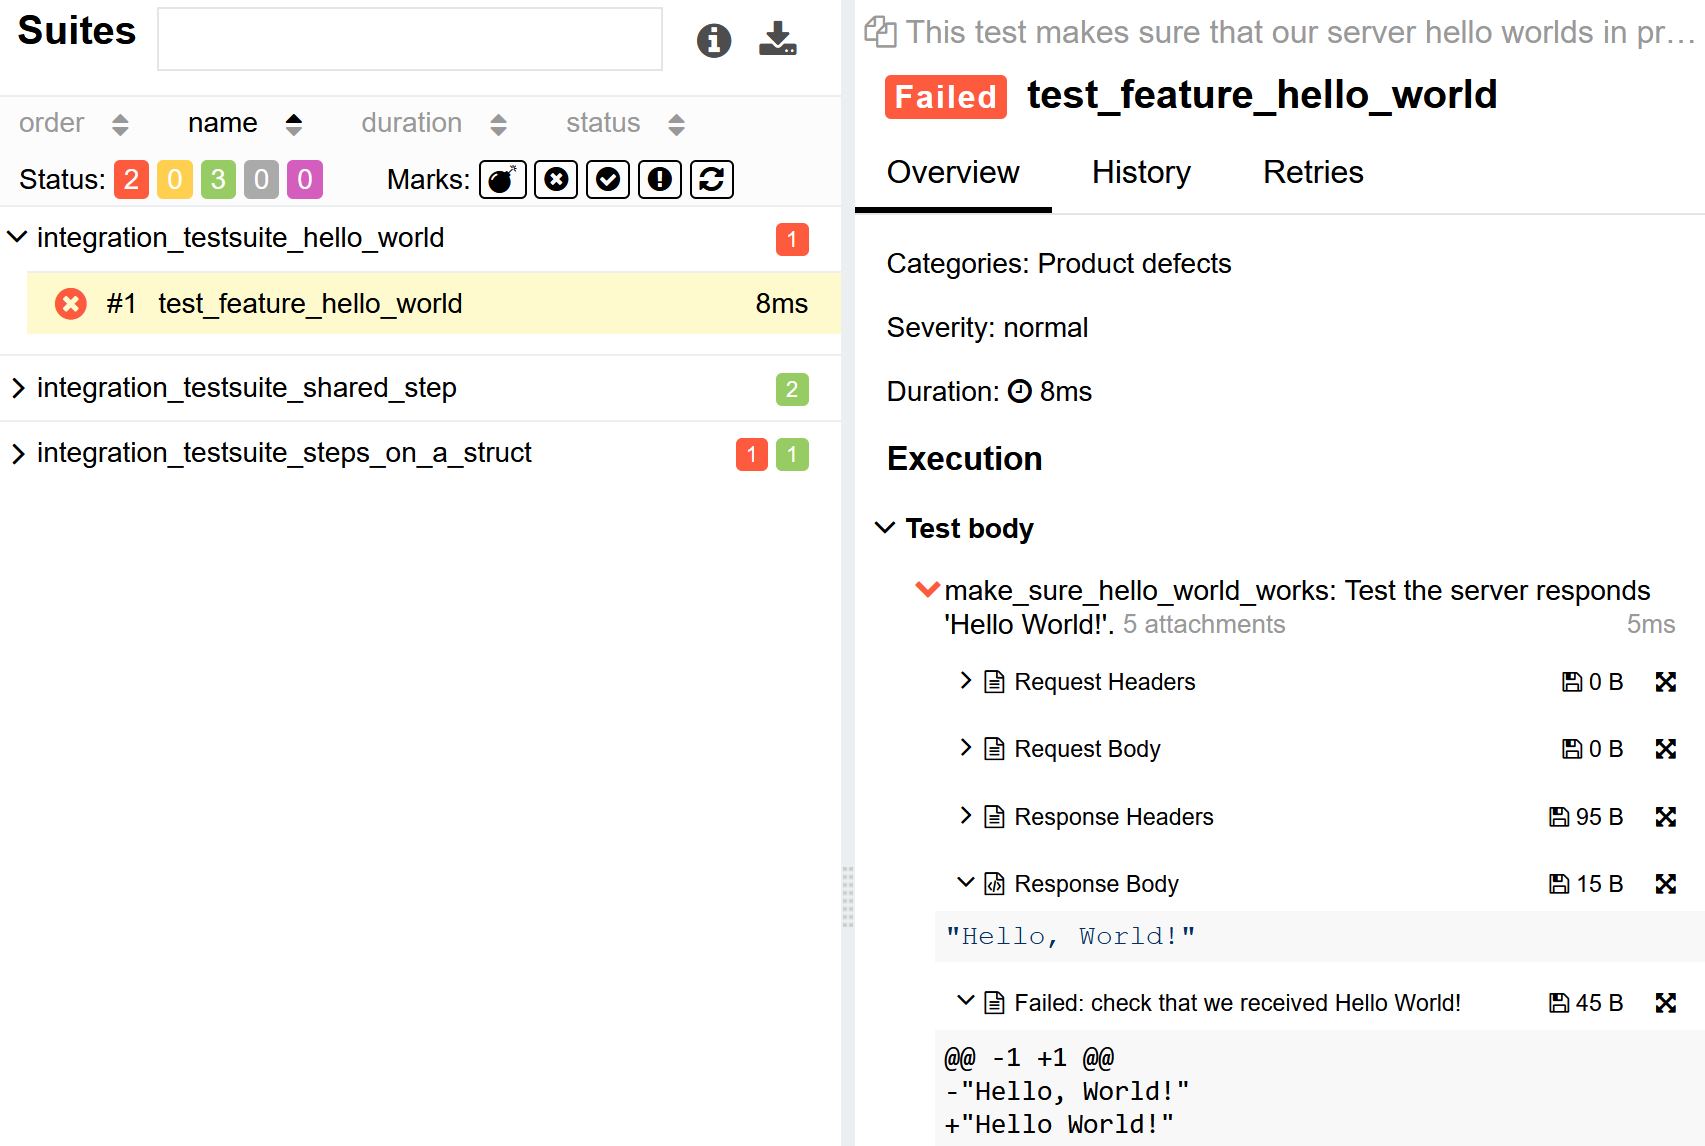 Suites
order name duration status
Status: 2 0 3 0 0 Marks:
integration_testsuite_hello_world 1
#1 test_feature_hello_world 8ms
integration_testsuite_shared_step 2
integration_testsuite_steps_on_a_struct 1 1
This test makes sure that our server hello worlds in pr…
Failed test_feature_hello_world
Overview History Retries
Categories: Product defects
Severity: normal
Duration: 8ms
Execution
Test body
make_sure_hello_world_works: Test the server responds
'Hello World!'. 5 attachments 5ms
Request Headers 0 B
Request Body 0 B
Response Headers 95 B
Response Body 15 B
"Hello, World!"
Failed: check that we received Hello World! 45 B
@@ -1 +1 @@
-"Hello, World!"
+"Hello World!"